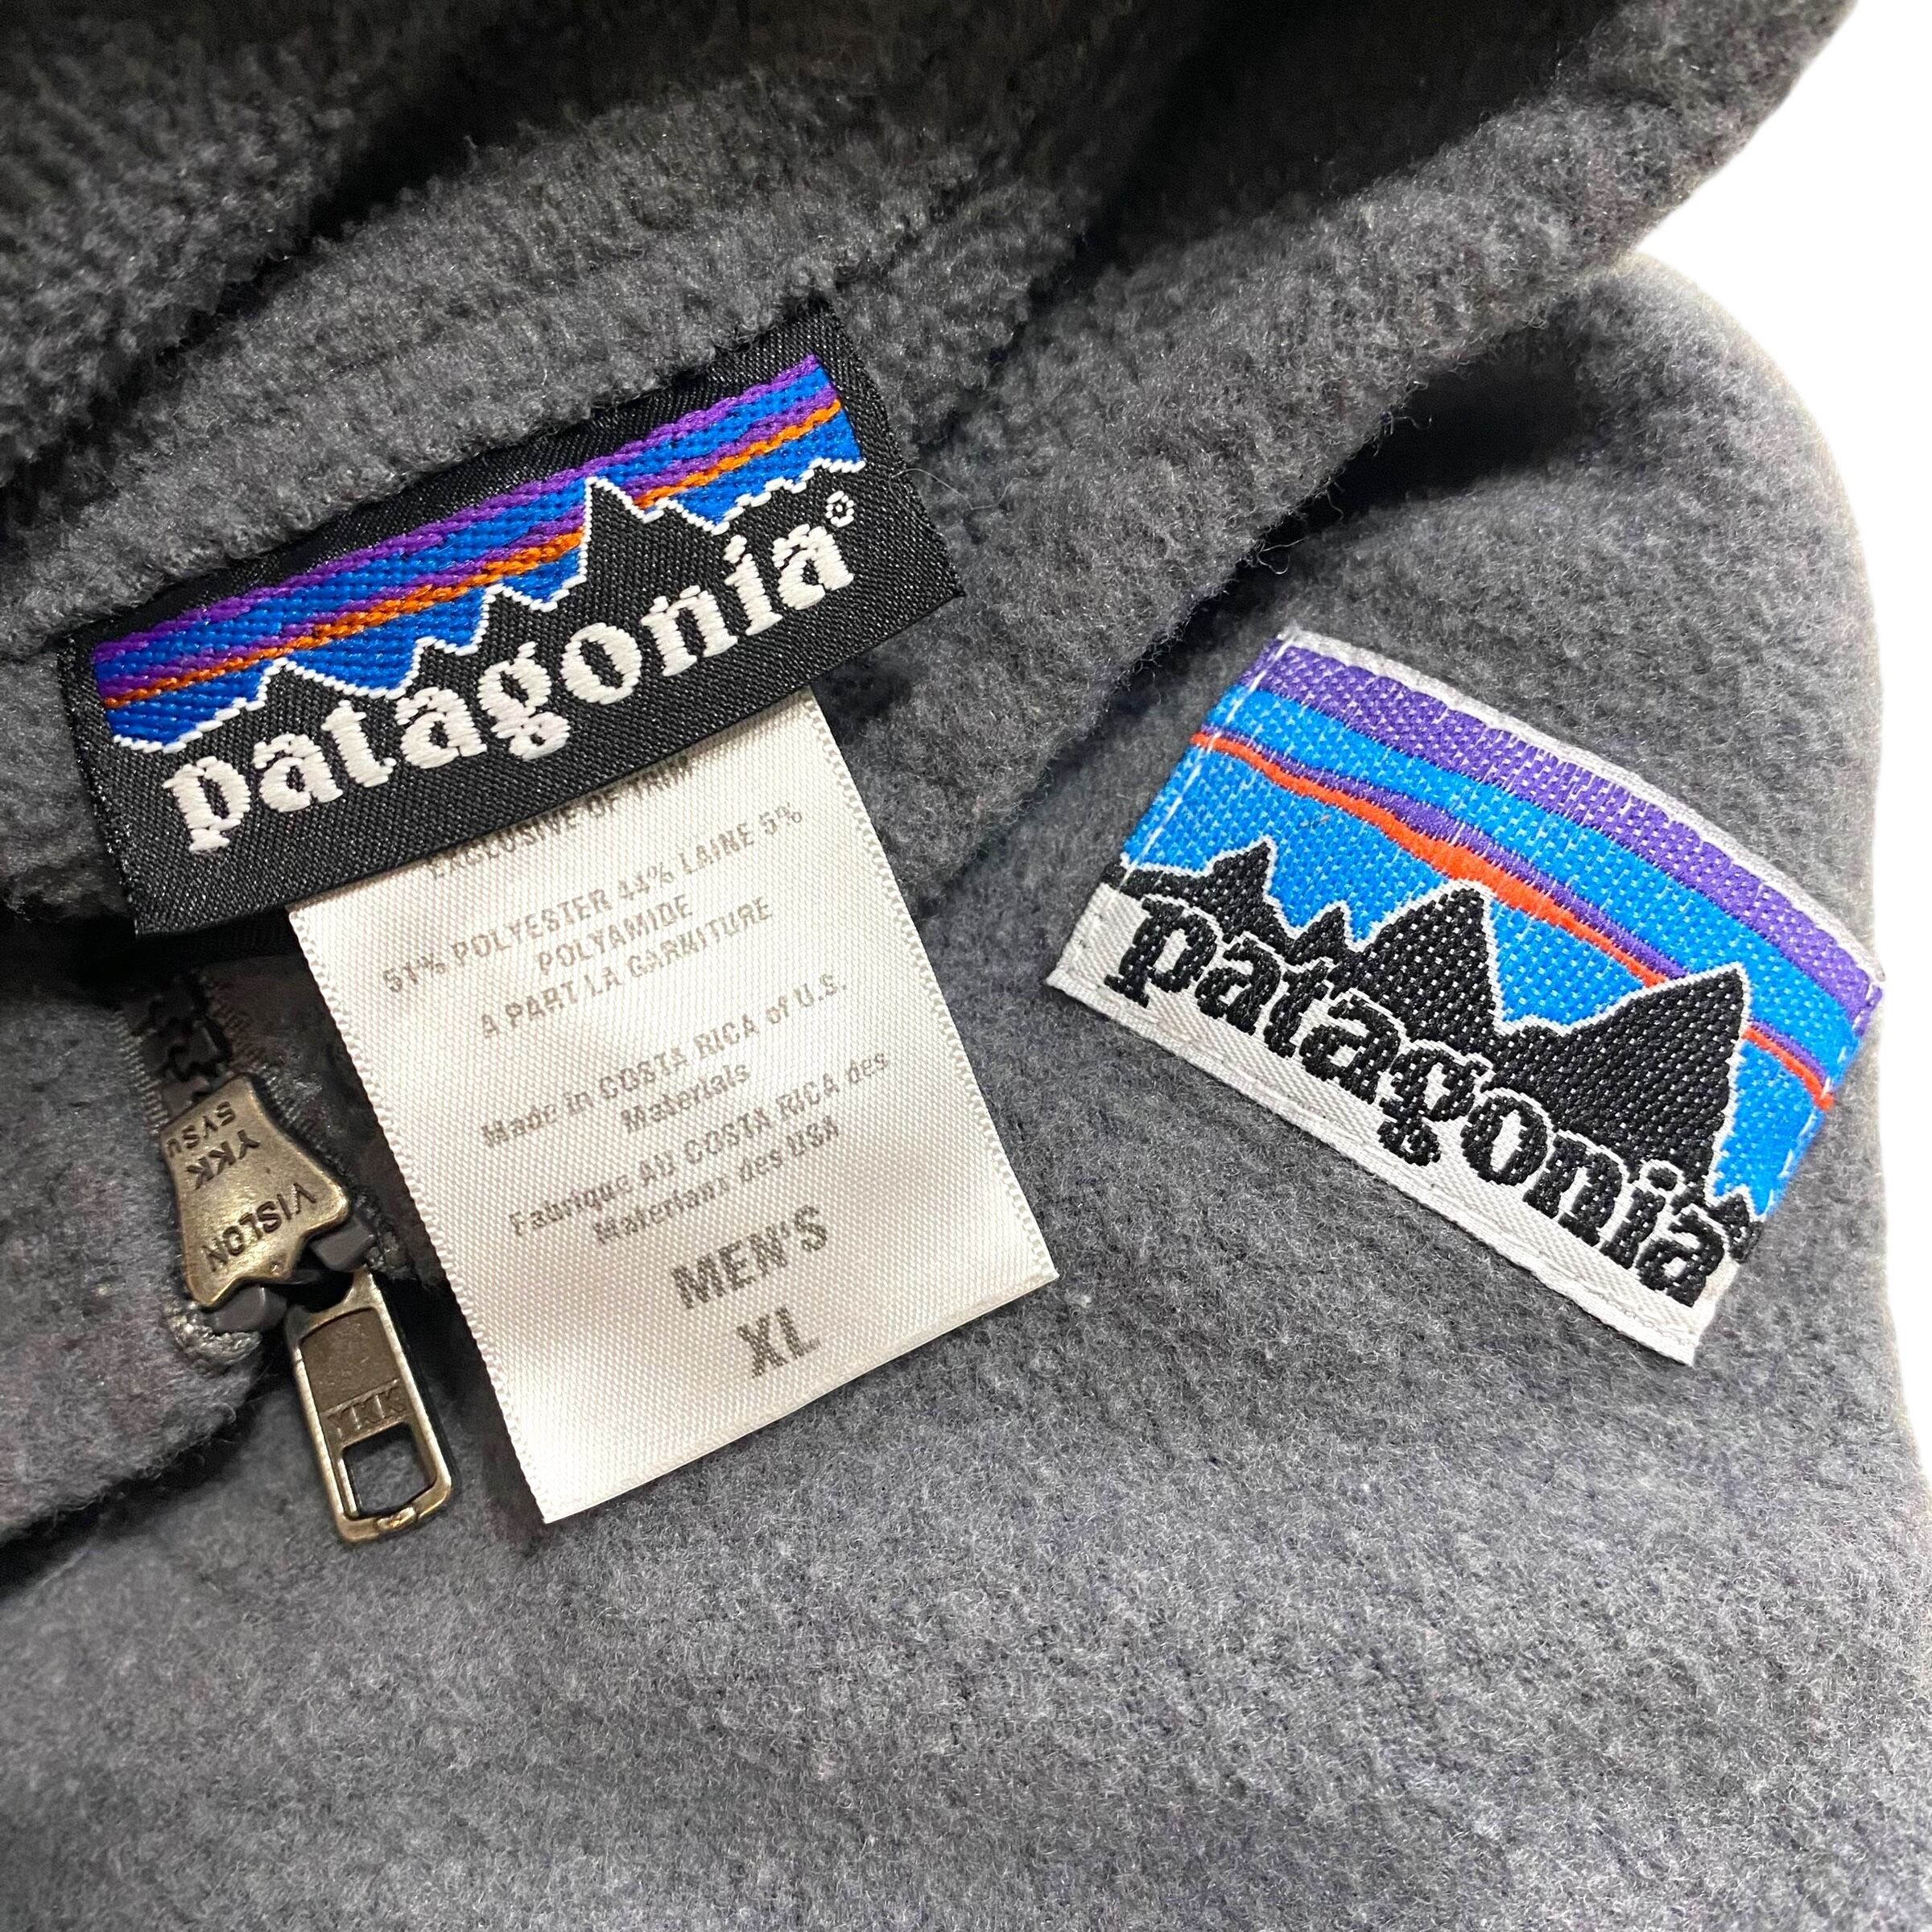 patagonia®
EXCLUSIVE OF TRIM
51% POLYESTER 44% LAINE 5%
POLYAMIDE
A PART LA GARNITURE
Made in COSTA RICA of U.S.
Materials
Fabrique AU COSTA RICA des
Materiaux des USA
MEN'S
XL
YKK
VISLON
YKK
patagonia®